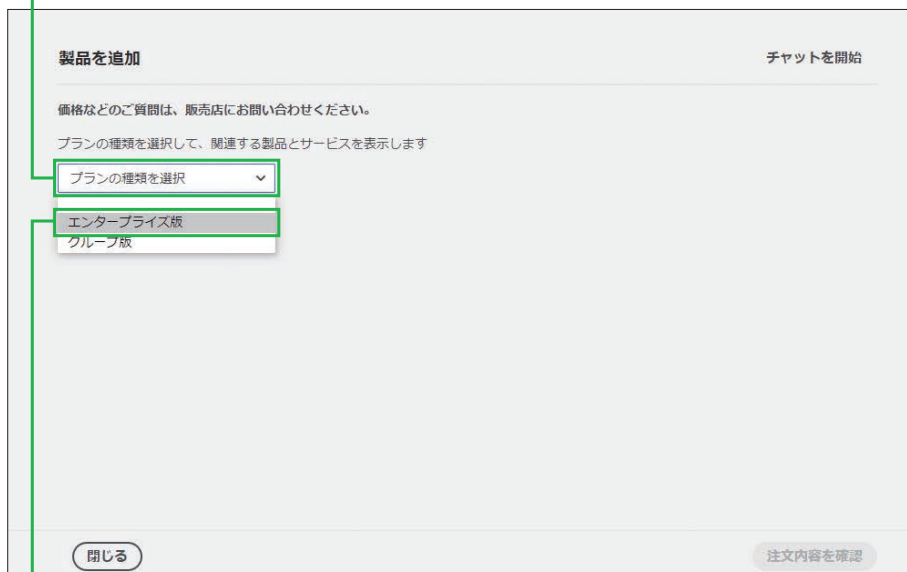 製品を追加
チャットを開始
価格などのご質問は、販売店にお問い合わせください。
プランの種類を選択して、関連する製品とサービスを表示します
プランの種類を選択
エンタープライズ版
グループ版
閉じる
注文内容を確認